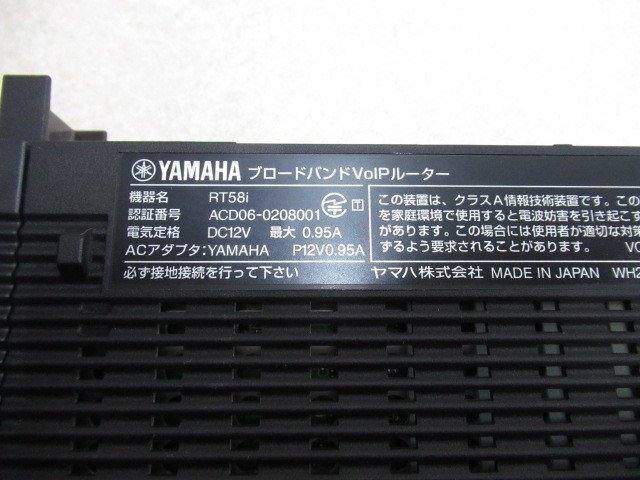 YAMAHA ブロードバンドVoIPルーター
機器名 RT58i
認証番号 ACD06-0208001
電気定格 DC12V 最大 0.95A
ACアダプタ:YAMAHA P12V0.95A
必ず接地接続を行って下さい
この装置は、クラスA情報技術装置です。この
を家庭環境で使用すると電波妨害を引き起こす
があります。この場合には使用者が適切な対策
ずるよう要求されることがあります。 VC
ヤマハ株式会社 MADE IN JAPAN WH2